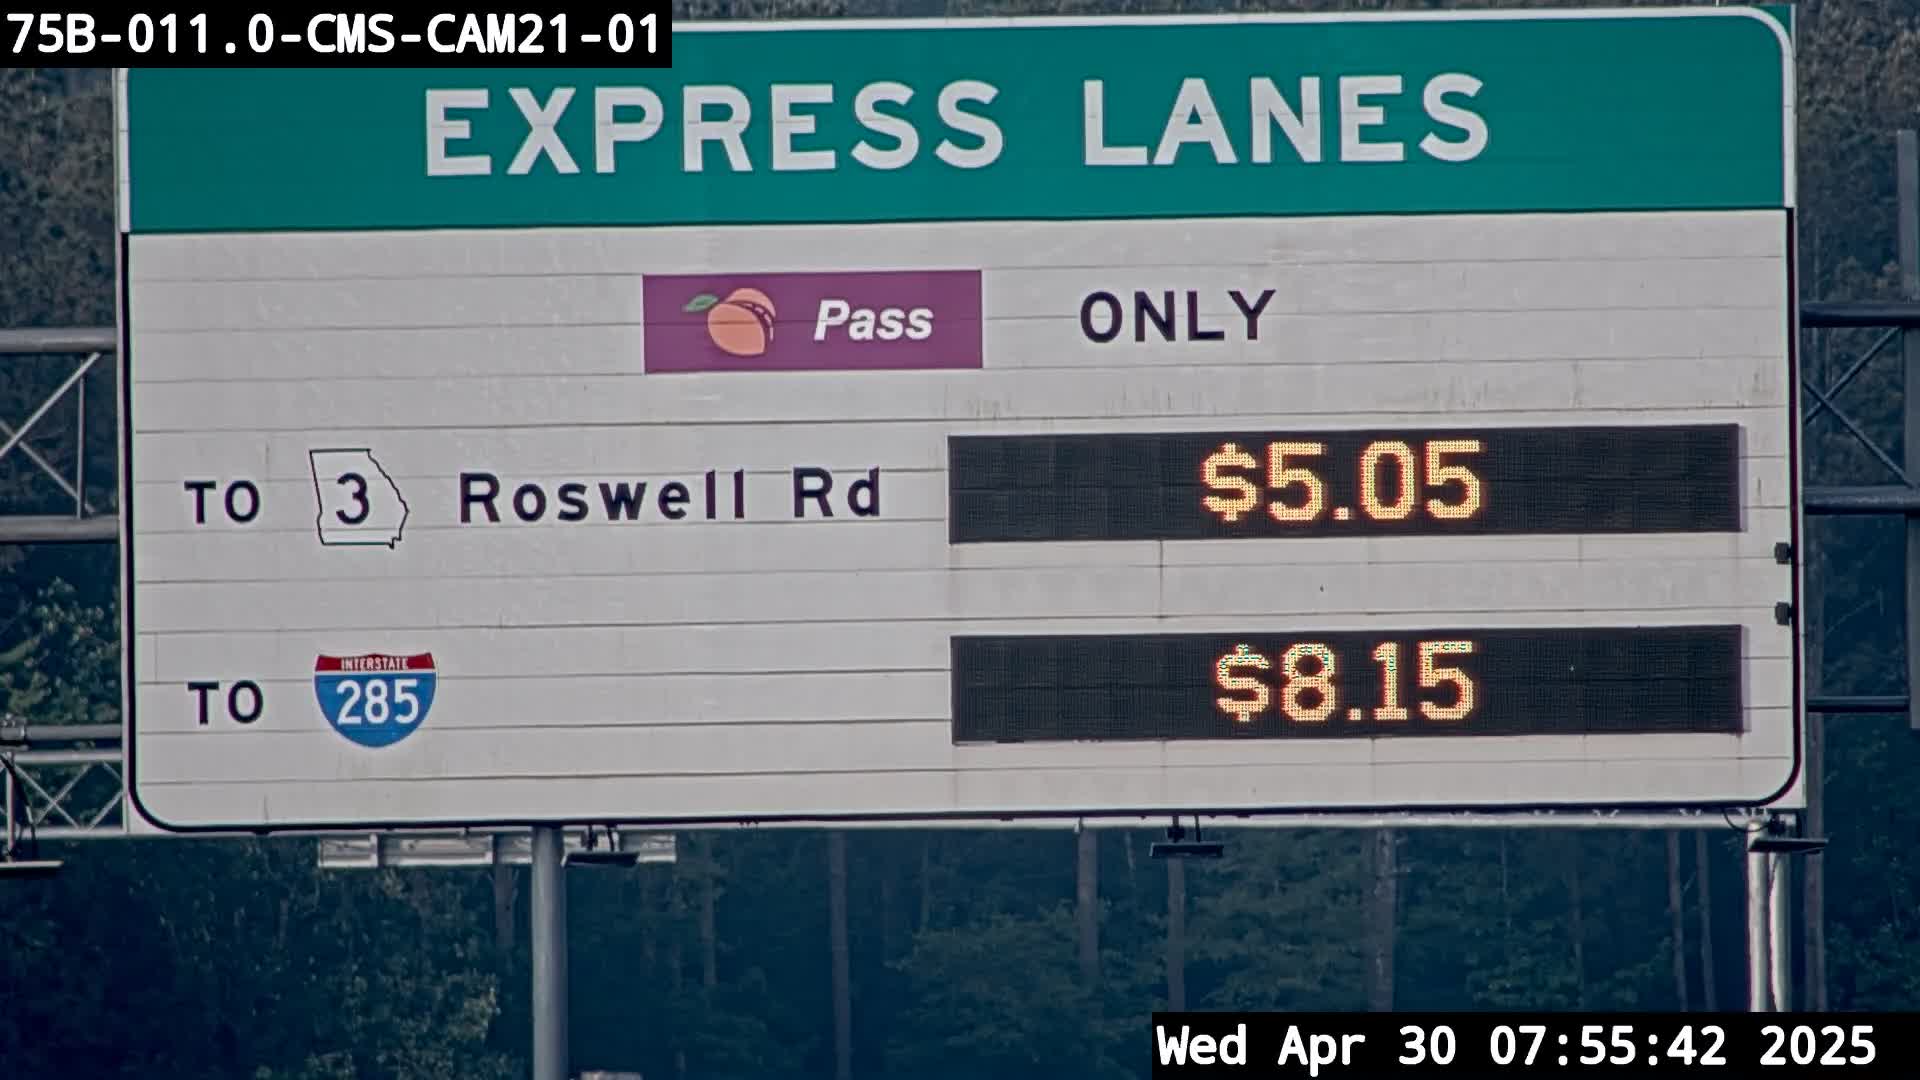 75B-011.0-CMS-CAM21-01
EXPRESS LANES
Pass ONLY
TO 3 Roswell Rd $5.05
TO INTERSTATE 285 $8.15
Wed Apr 30 07:55:42 2025